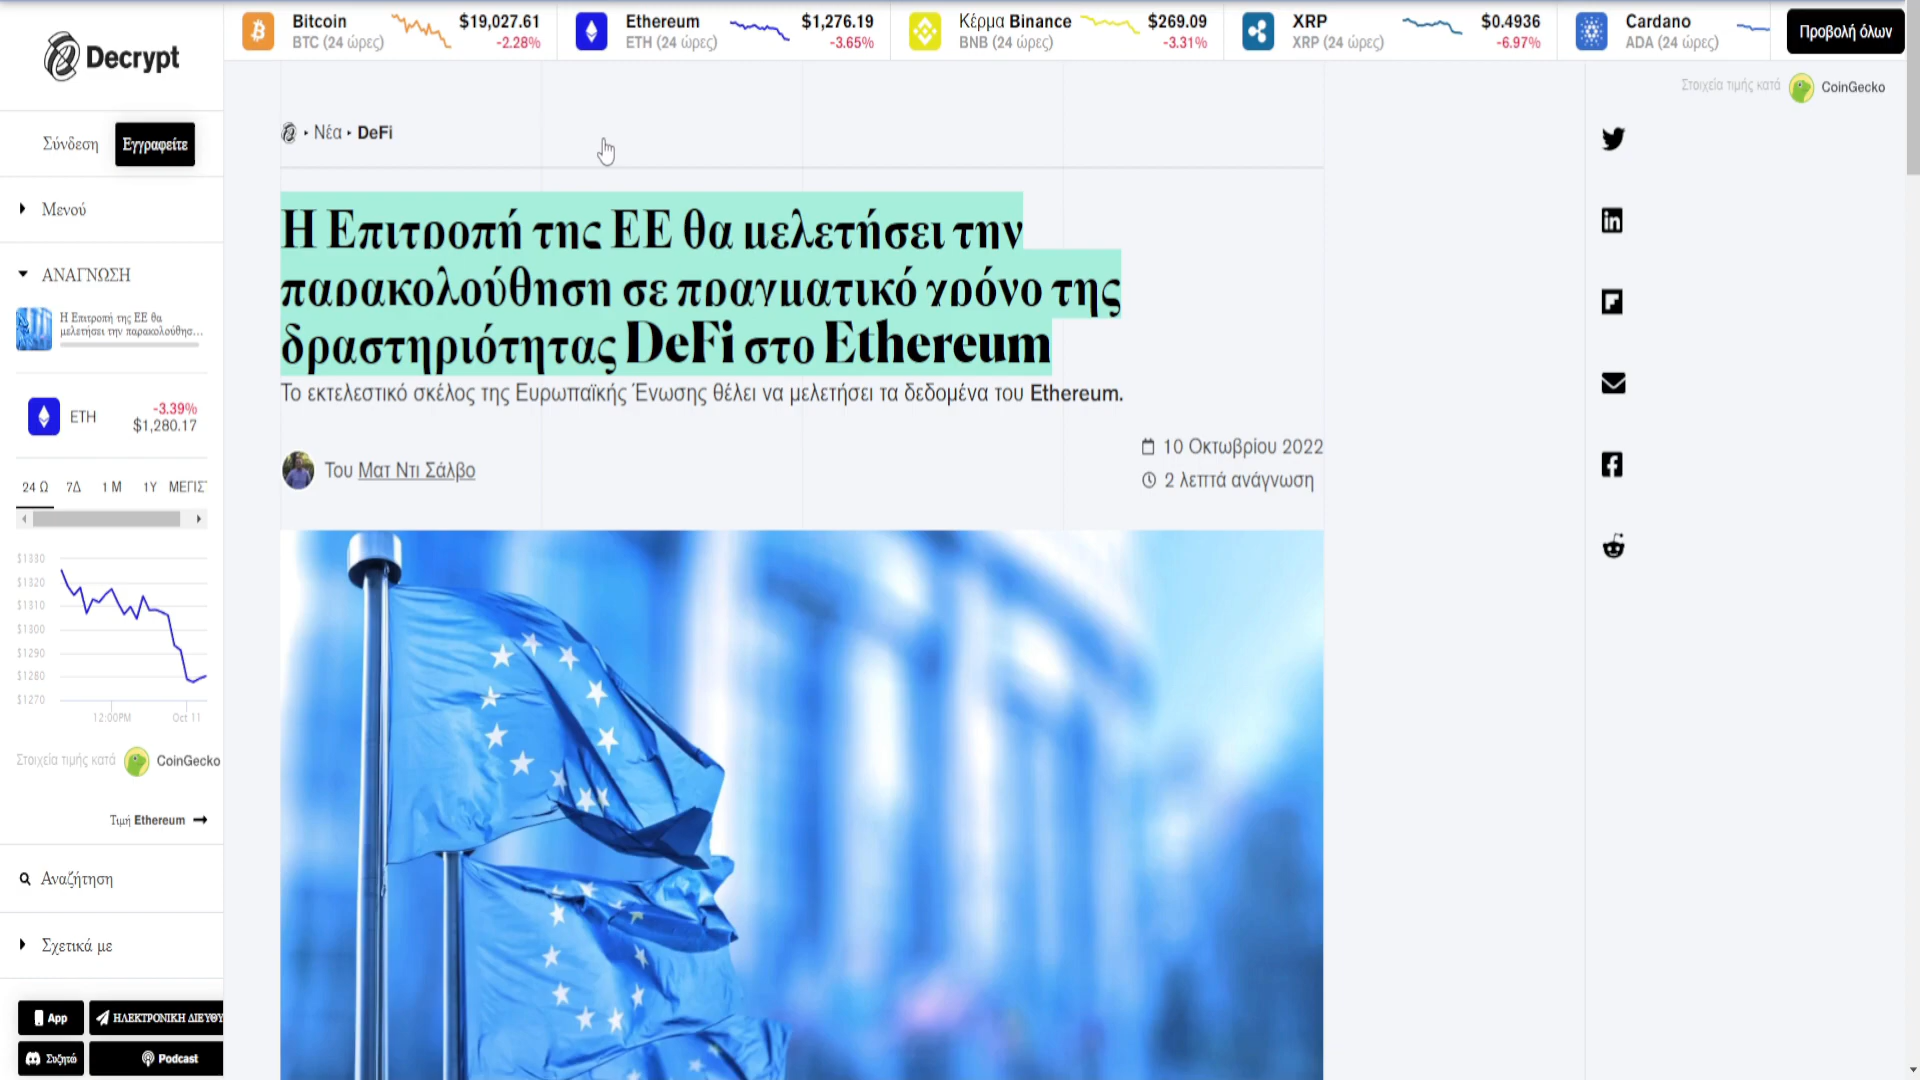 Decrypt
Bitcoin
BTC (24 ώρες)
$19,027.61
-2.28%
Ethereum
ETH (24 ώρες)
$1,276.19
-3.65%
Κέρμα Binance
BNB (24 ώρες)
$269.09
-3.31%
XRP
XRP (24 ώρες)
$0.4936
-6.97%
Cardano
ADA (24 ώρες)
Προβολή όλων
Στοιχεία τιμής κατά CoinGecko
Σύνδεση
Εγγραφείτε
Μενού
ΑΝΑΓΝΩΣΗ
Η Επιτροπή της ΕΕ θα
μελετήσει την παρακολούθησ...
ETH
-3.39%
$1,280.17
24 Ω 7Δ 1 M 1Y ΜΕΓΙΣΤ
$1330
$1320
$1310
$1300
$1290
$1280
$1270
12:00PM Oct 11
Στοιχεία τιμής κατά CoinGecko
Τιμή Ethereum
Αναζήτηση
Σχετικά με
App
ΗΛΕΚΤΡΟΝΙΚΗ ΔΙΕΥΘΥ
Συζητώ
Podcast
Νέα • DeFi
Η Επιτροπή της ΕΕ θα μελετήσει την
παρακολούθηση σε πραγματικό χρόνο της
δραστηριότητας DeFi στο Ethereum
Το εκτελεστικό σκέλος της Ευρωπαϊκής Ένωσης θέλει να μελετήσει τα δεδομένα του Ethereum.
Του Ματ Ντι Σάλβο
10 Οκτωβρίου 2022
2 λεπτά ανάγνωση